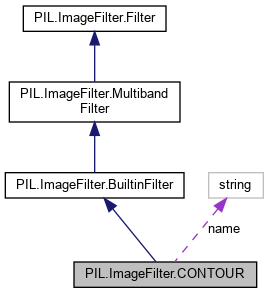 PIL.ImageFilter.Filter
PIL.ImageFilter.Multiband
Filter
PIL.ImageFilter.BuiltinFilter
string
name
PIL.ImageFilter.CONTOUR